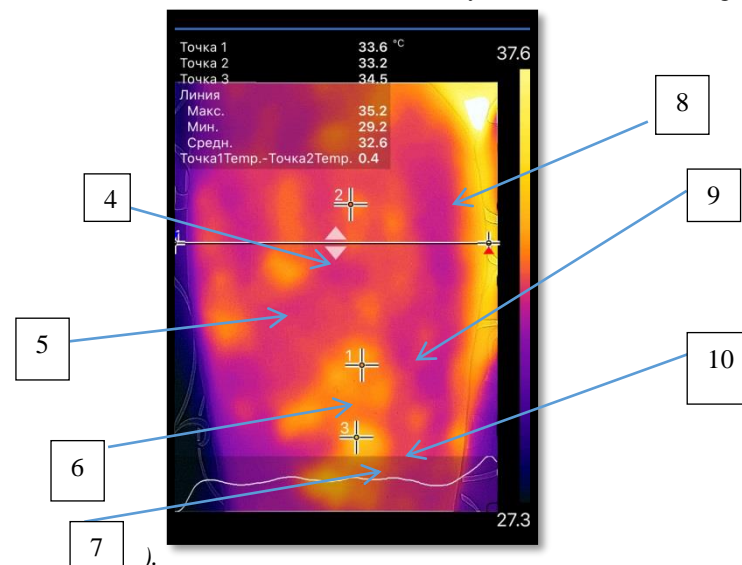 Точка 1 33.6 °C
Точка 2 33.2
Точка 3 34.5
Линия
Макс. 35.2
Мин. 29.2
Средн. 32.6
Точка1Temp.-Точка2Temp. 0.4
37.6
8
2
4
9
1
5
1
10
3
6
27.3
7
).